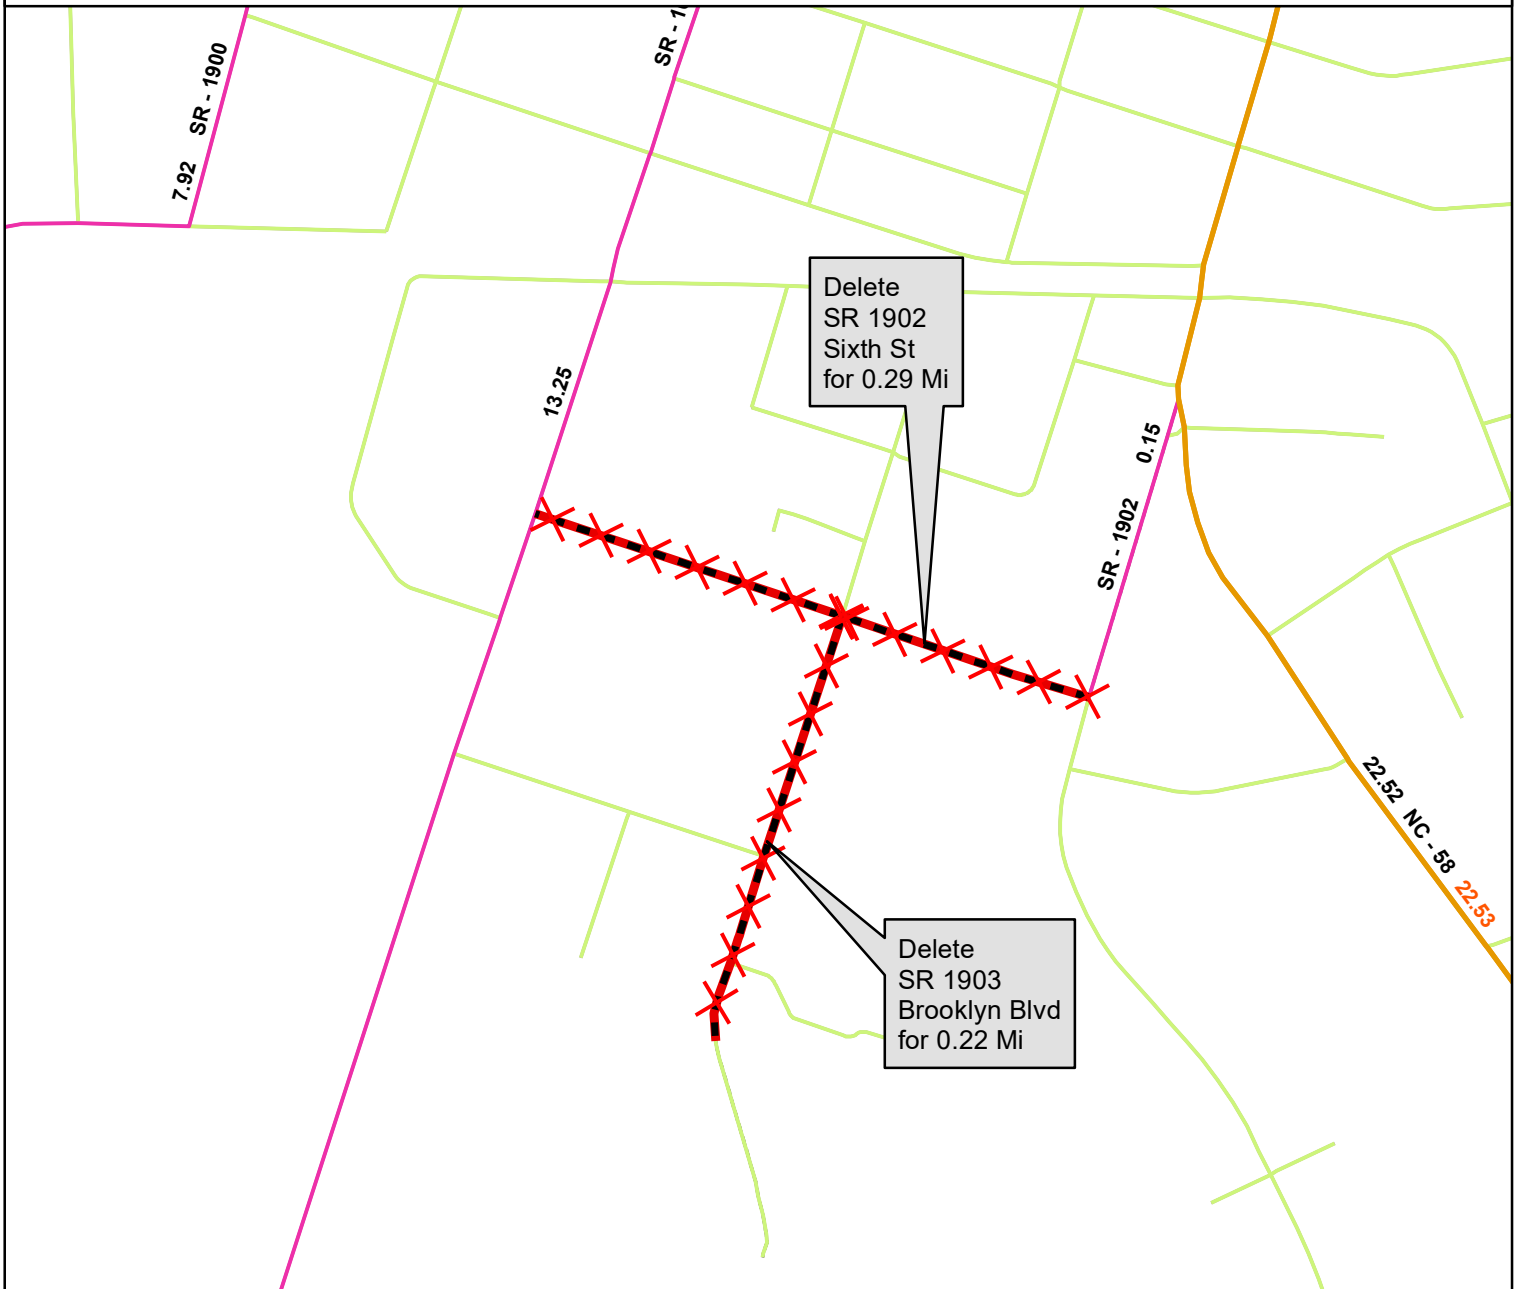 SR - 1900
7.92
SR - 1
Delete
SR 1902
Sixth St
for 0.29 Mi
13.25
0.15
SR - 1902
22.52 NC - 58 22.53
Delete
SR 1903
Brooklyn Blvd
for 0.22 Mi